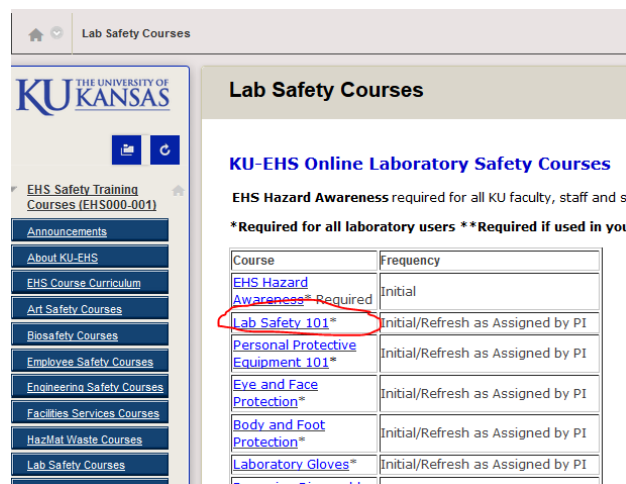 Lab Safety Courses
KU THE UNIVERSITY OF
KANSAS
EHS Safety Training
Courses (EHS000-001)
Announcements
About KU-EHS
EHS Course Curriculum
Art Safety Courses
Biosafety Courses
Employee Safety Courses
Engineering Safety Courses
Facilities Services Courses
HazMat Waste Courses
Lab Safety Courses
Lab Safety Courses
KU-EHS Online Laboratory Safety Courses
EHS Hazard Awareness required for all KU faculty, staff and s
*Required for all laboratory users **Required if used in you
Course Frequency
EHS Hazard
Awareness* Required Initial
Lab Safety 101* Initial/Refresh as Assigned by PI
Personal Protective
Equipment 101* Initial/Refresh as Assigned by PI
Eye and Face
Protection* Initial/Refresh as Assigned by PI
Body and Foot
Protection* Initial/Refresh as Assigned by PI
Laboratory Gloves* Initial/Refresh as Assigned by PI